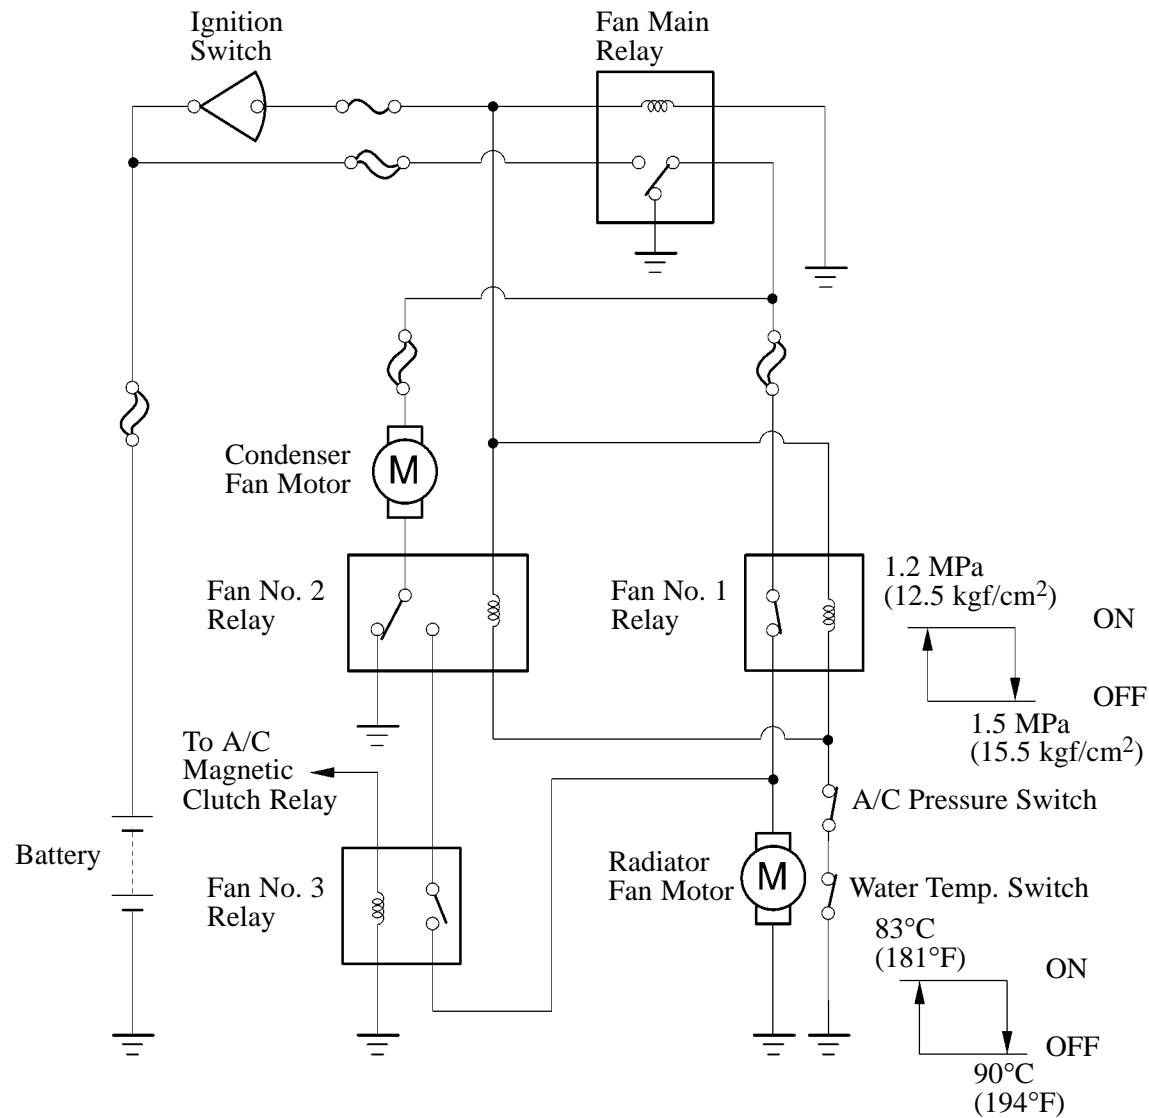 Ignition
Switch
Fan Main
Relay
Condenser
Fan Motor
M
Fan No. 2
Relay
Fan No. 1
Relay
1.2 MPa
(12.5 kgf/cm²)
ON
OFF
1.5 MPa
(15.5 kgf/cm²)
To A/C
Magnetic
Clutch Relay
A/C Pressure Switch
Battery
Fan No. 3
Relay
Radiator
Fan Motor
M
Water Temp. Switch
83°C
(181°F)
ON
OFF
90°C
(194°F)